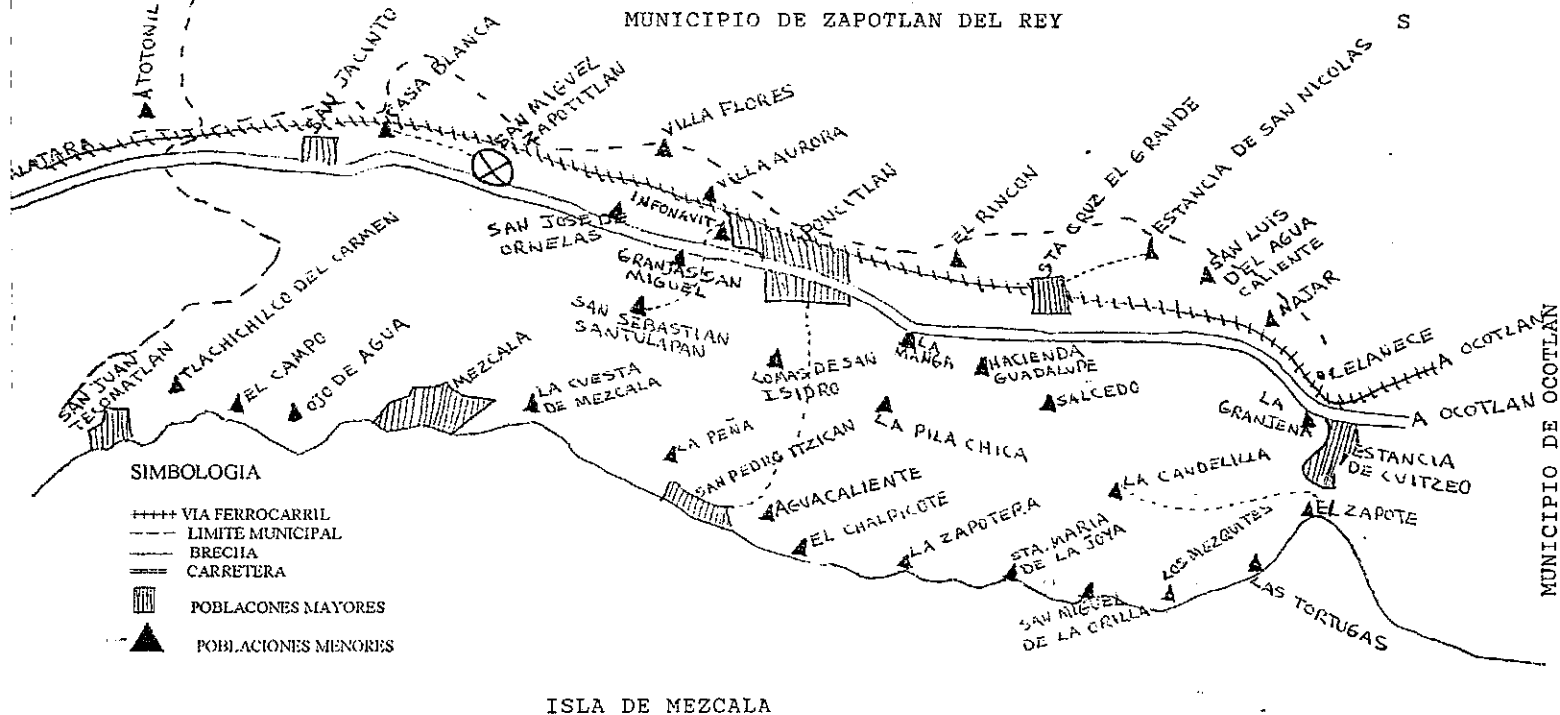 MUNICIPIO DE ZAPOTLAN DEL REY
S
ATOTONIL
SAN JACINTO
CASA BLANCA
SAN MIGUEL
ZAPOTITLAN
VILLA FLORES
VILLA AURORA
ESTANCIA DE SAN NICOLAS
STA CRUZ EL GRANDE
EL RINCON
ALAJARA
SAN JOSE DE
ORNELAS
INFONAVIT
PONCITLAN
GRANJAS SAN
MIGUEL
SAN SEBASTIAN
SANTULAPAN
SAN LUIS
DEL AGUA
CALIENTE
NAJAR
TLACHICHILCO DEL CARMEN
SAN JUAN
TECOMATLAN
EL CAMPO
OJO DE AGUA
MEZCALA
LA CUESTA
DE MEZCALA
LOMAS DE SAN
ISIDRO
LA
MANGA
HACIENDA
GUADALUPE
SALCEDO
LA PILA CHICA
A OCOTLAN
A OCOTLAN
LA
GRANJENA
ESTANCIA
DE CUITZEO
MUNICIPIO DE OCOTLAN
LA PEÑA
SAN PEDRO ITZICAN
AGUACALIENTE
EL CHALPICOTE
LA ZAPOTERA
STA. MARIA
DE LA JOYA
LA CANDELILLA
LOS MEZQUITES
EL ZAPOTE
SAN MIGUEL
DE LA ORILLA
LAS TORTUGAS
SIMBOLOGIA
VIA FERROCARRIL
LIMITE MUNICIPAL
BRECHA
CARRETERA
POBLACONES MAYORES
POBLACIONES MENORES
ISLA DE MEZCALA